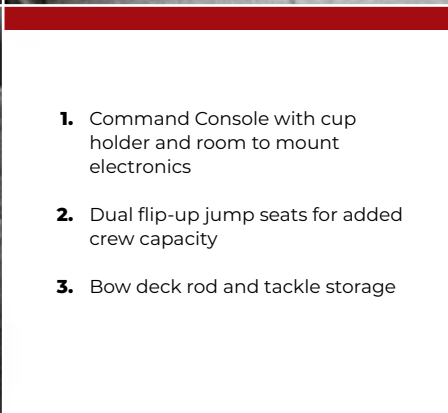 1. Command Console with cup
holder and room to mount
electronics
2. Dual flip-up jump seats for added
crew capacity
3. Bow deck rod and tackle storage